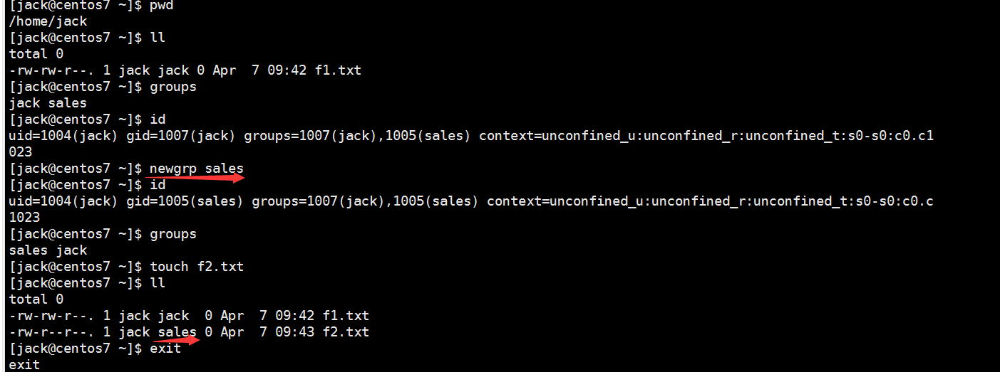 [jack@centos7 ~]$ pwd
/home/jack
[jack@centos7 ~]$ ll
total 0
-rw-rw-r--. 1 jack jack 0 Apr  7 09:42 f1.txt
[jack@centos7 ~]$ groups
jack sales
[jack@centos7 ~]$ id
uid=1004(jack) gid=1007(jack) groups=1007(jack),1005(sales) context=unconfined_u:unconfined_r:unconfined_t:s0-s0:c0.c1
023
[jack@centos7 ~]$ newgrp sales
[jack@centos7 ~]$ id
uid=1004(jack) gid=1005(sales) groups=1007(jack),1005(sales) context=unconfined_u:unconfined_r:unconfined_t:s0-s0:c0.c
1023
[jack@centos7 ~]$ groups
sales jack
[jack@centos7 ~]$ touch f2.txt
[jack@centos7 ~]$ ll
total 0
-rw-rw-r--. 1 jack jack  0 Apr  7 09:42 f1.txt
-rw-r--r--. 1 jack sales 0 Apr  7 09:43 f2.txt
[jack@centos7 ~]$ exit
exit